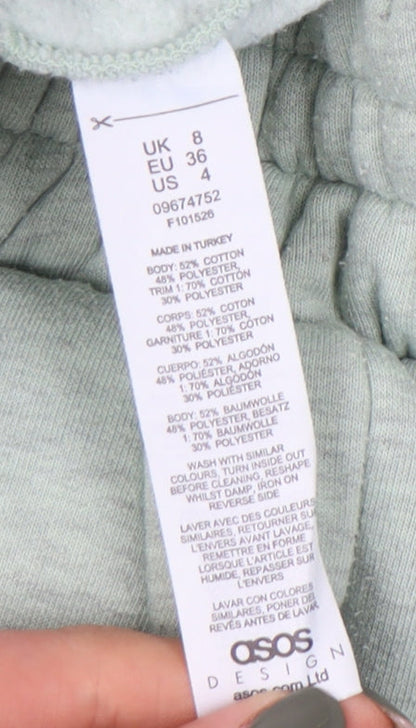 UK 8
EU 36
US 4
09674752
F101526
MADE IN TURKEY
BODY: 52% COTTON
48% POLYESTER,
TRIM 1: 70% COTTON
30% POLYESTER
CORPS: 52% COTON
48% POLYESTER,
GARNITURE 1: 70% COTON
30% POLYESTER
CUERPO: 52% ALGODÓN
48% POLIÉSTER, ADORNO
1: 70% ALGODÓN
30% POLIÉSTER
BODY: 52% BAUMWOLLE
48% POLYESTER, BESATZ
1: 70% BAUMWOLLE
30% POLYESTER
WASH WITH SIMILAR
COLOURS, TURN INSIDE OUT
BEFORE CLEANING, RESHAPE
WHILST DAMP, IRON ON
REVERSE SIDE
LAVER AVEC DES COULEURS
SIMILAIRES, RETOURNER SUR
L'ENVERS AVANT LAVAGE,
REMETTRE EN FORME
LORSQUE L'ARTICLE EST
HUMIDE, REPASSER SUR
L'ENVERS
LAVAR CON COLORES
SIMILARES, PONER DEL
REVÉS ANTES DE LAVAR,
asos
DESIGN
asos.com Ltd